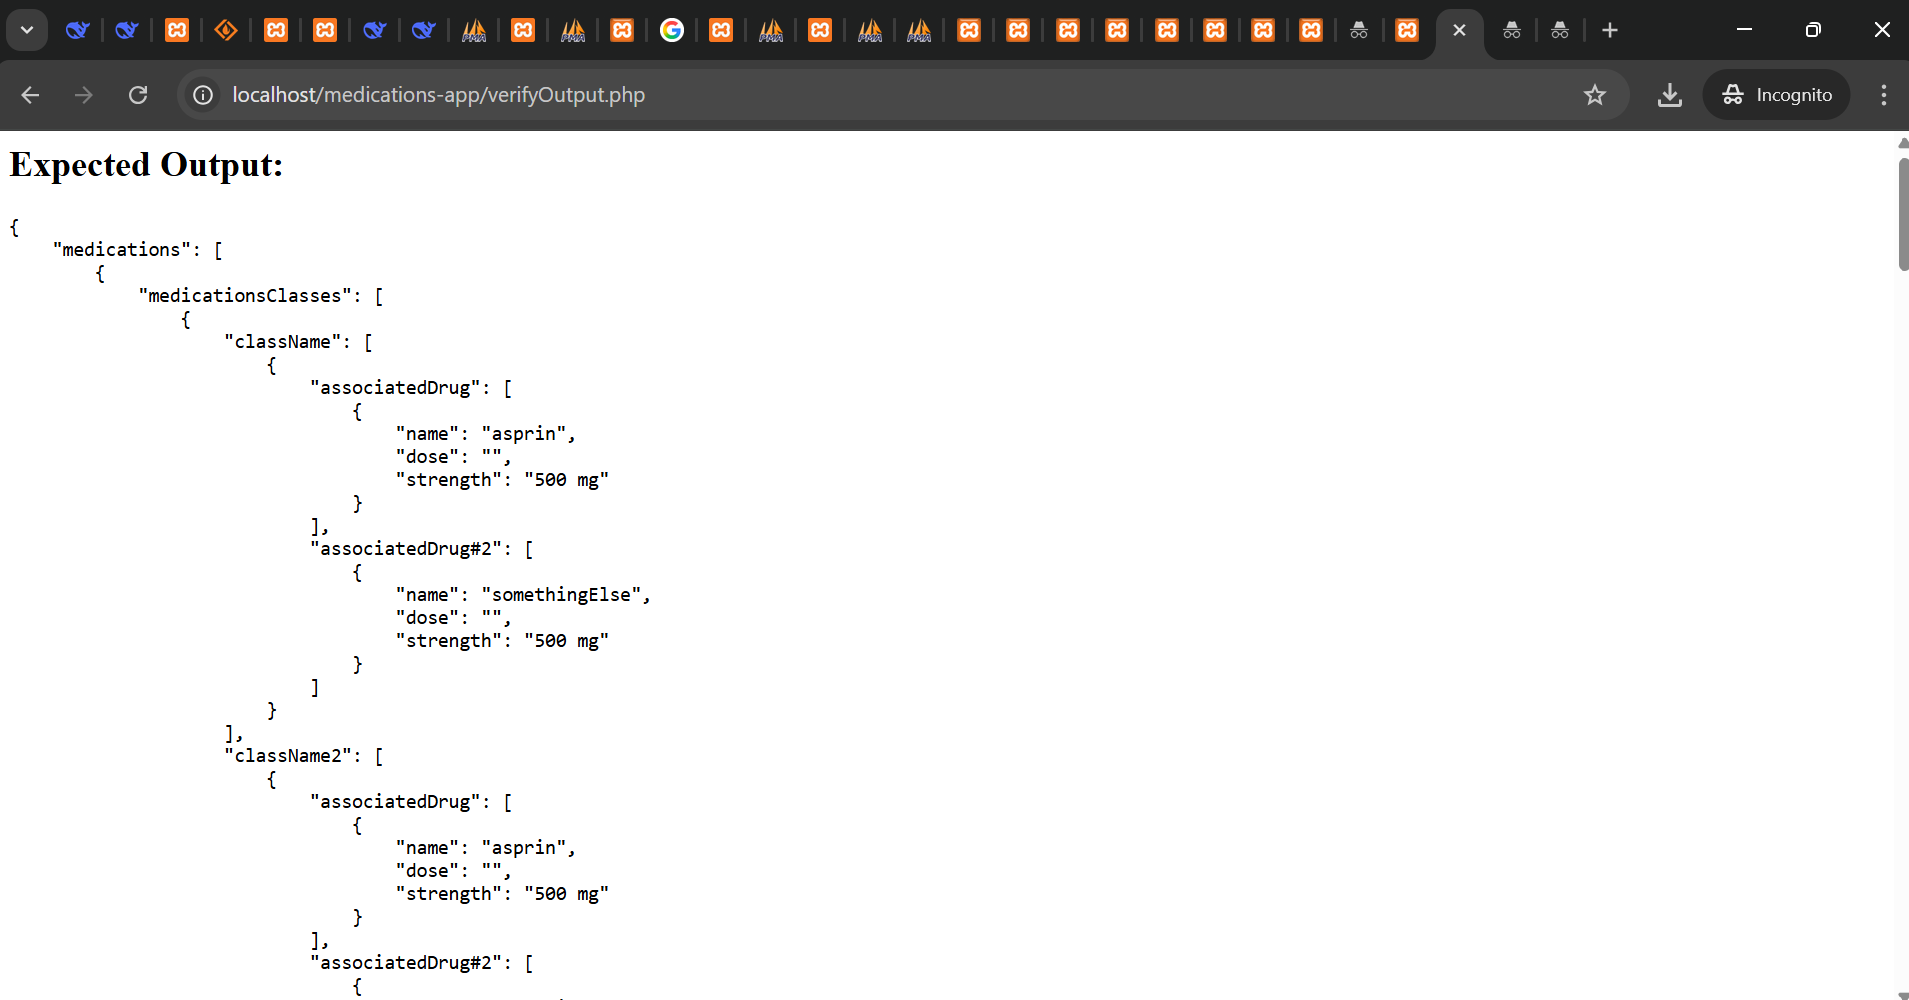 localhost/medications-app/verifyOutput.php
Incognito
Expected Output:
{
    "medications": [
        {
            "medicationsClasses": [
                {
                    "className": [
                        {
                            "associatedDrug": [
                                {
                                    "name": "asprin",
                                    "dose": "",
                                    "strength": "500 mg"
                                }
                            ],
                            "associatedDrug#2": [
                                {
                                    "name": "somethingElse",
                                    "dose": "",
                                    "strength": "500 mg"
                                }
                            ]
                        }
                    ],
                    "className2": [
                        {
                            "associatedDrug": [
                                {
                                    "name": "asprin",
                                    "dose": "",
                                    "strength": "500 mg"
                                }
                            ],
                            "associatedDrug#2": [
                                {